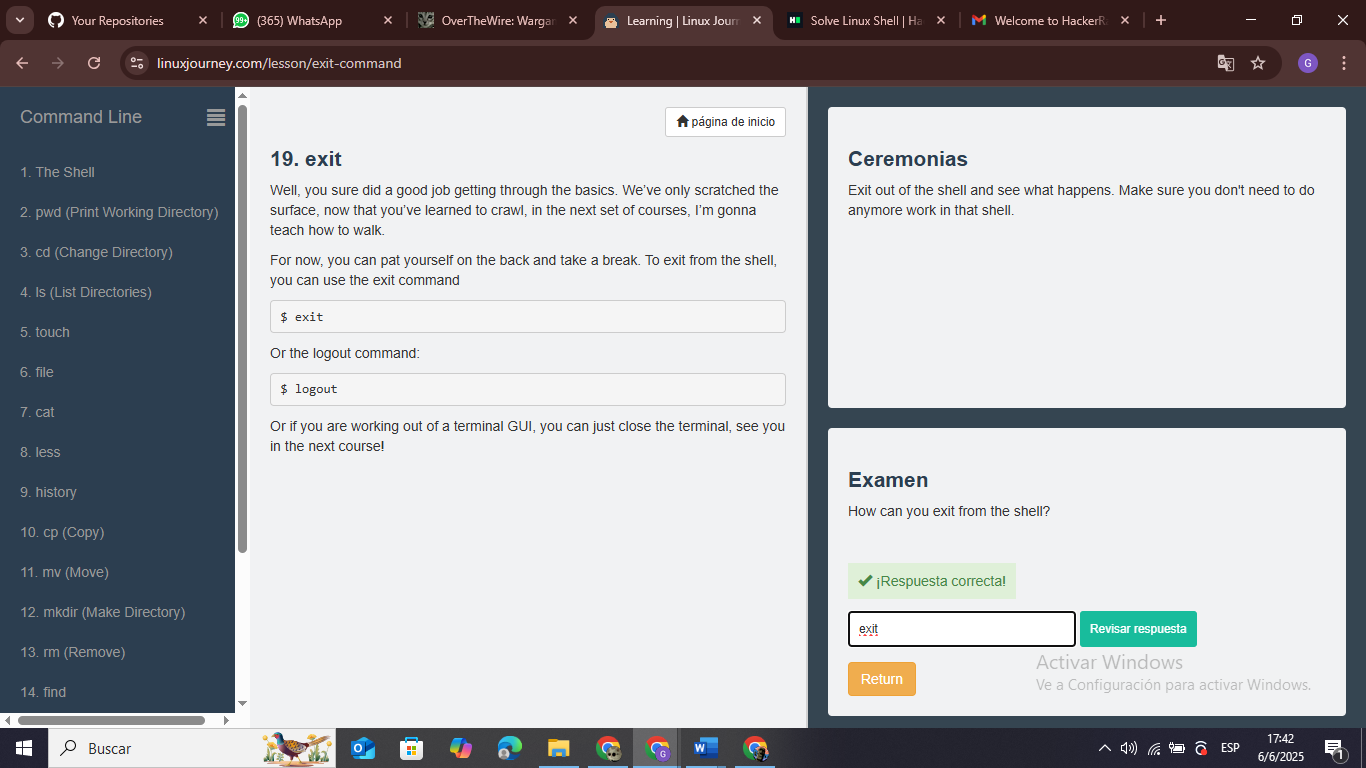 Your Repositories
99+
(365) WhatsApp
OverTheWire: Wargam
Learning | Linux Journ
H
Solve Linux Shell | Ha
Welcome to HackerRa
linuxjourney.com/lesson/exit-command
G
Command Line
1. The Shell
2. pwd (Print Working Directory)
3. cd (Change Directory)
4. ls (List Directories)
5. touch
6. file
7. cat
8. less
9. history
10. cp (Copy)
11. mv (Move)
12. mkdir (Make Directory)
13. rm (Remove)
14. find
página de inicio
19. exit
Well, you sure did a good job getting through the basics. We’ve only scratched the
surface, now that you’ve learned to crawl, in the next set of courses, I’m gonna
teach how to walk.
For now, you can pat yourself on the back and take a break. To exit from the shell,
you can use the exit command
$ exit
Or the logout command:
$ logout
Or if you are working out of a terminal GUI, you can just close the terminal, see you
in the next course!
Ceremonias
Exit out of the shell and see what happens. Make sure you don't need to do
anymore work in that shell.
Examen
How can you exit from the shell?
¡Respuesta correcta!
exit
Revisar respuesta
Return
Activar Windows
Ve a Configuración para activar Windows.
Buscar
ESP
17:42
6/6/2025
1